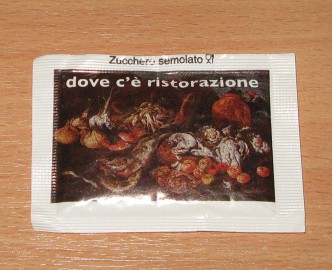 Zucchero semolato
dove c'è ristorazione